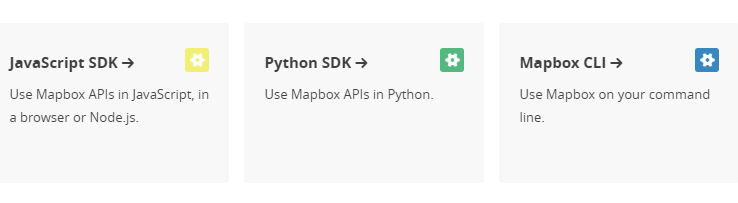 JavaScript SDK →
Use Mapbox APIs in JavaScript, in
a browser or Node.js.
Python SDK →
Use Mapbox APIs in Python.
Mapbox CLI →
Use Mapbox on your command
line.